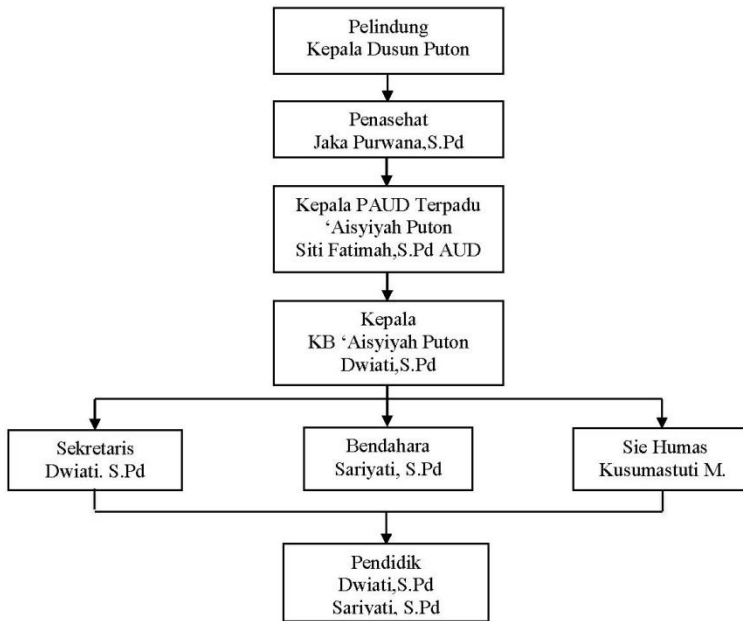 Pelindung
Kepala Dusun Puton
Penasehat
Jaka Purwana,S.Pd
Kepala PAUD Terpadu
‘Aisyiyah Puton
Siti Fatimah,S.Pd AUD
Kepala
KB ‘Aisyiyah Puton
Dwiati,S.Pd
Sekretaris
Dwiati. S.Pd
Bendahara
Sariyati, S.Pd
Sie Humas
Kusumastuti M.
Pendidik
Dwiati,S.Pd
Sariyati, S.Pd